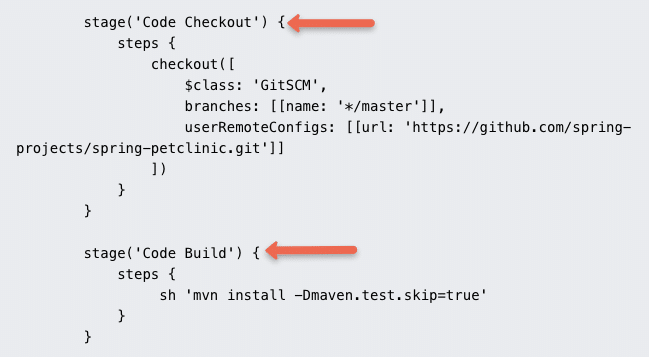 stage('Code Checkout') {
steps {
checkout([
$class: 'GitSCM',
branches: [[name: '*/master']],
userRemoteConfigs: [[url: 'https://github.com/spring-
projects/spring-petclinic.git']]
])
}
}
stage('Code Build') {
steps {
sh 'mvn install -Dmaven.test.skip=true'
}
}